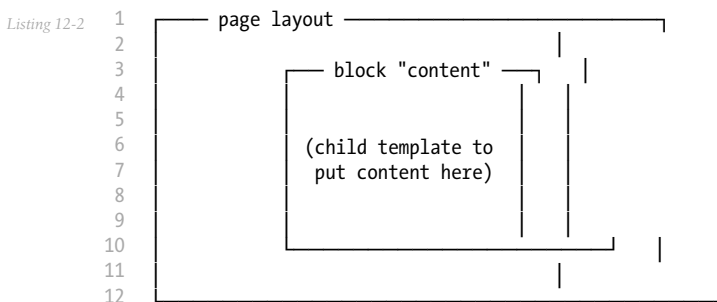 Listing 12-2
1 page layout
2
3 block "content"
4
5
6 (child template to
7 put content here)
8
9
10
11
12